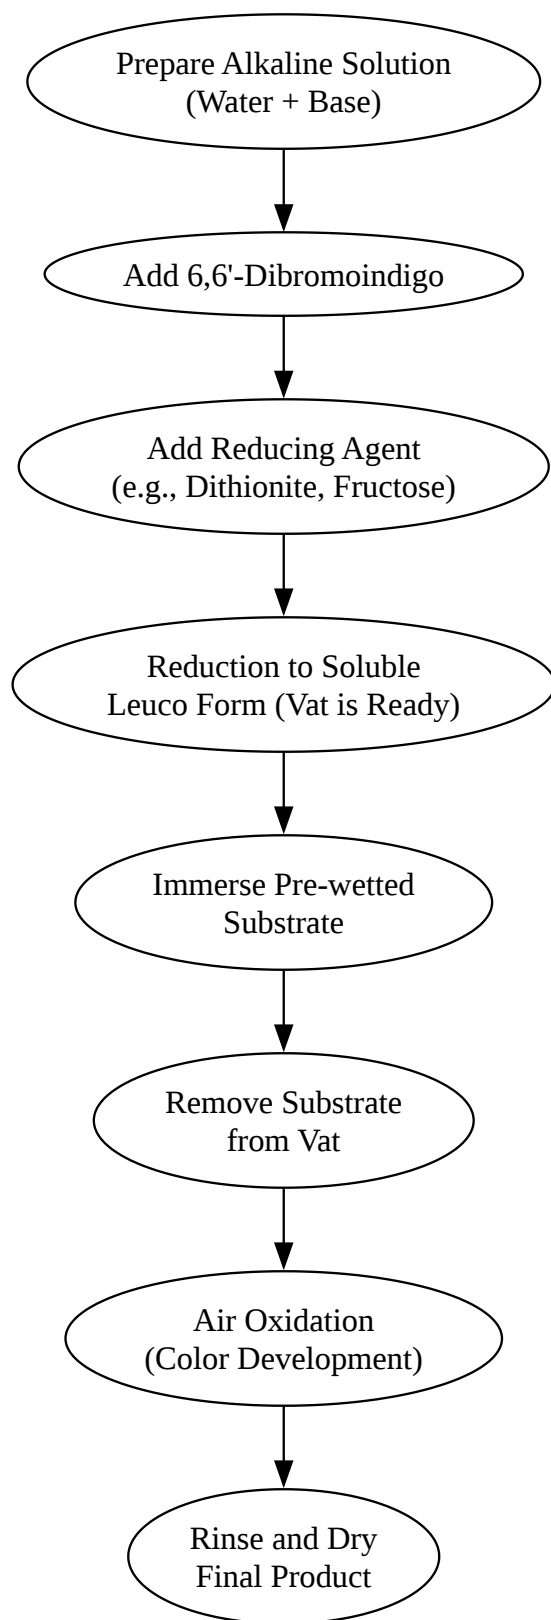 Prepare Alkaline Solution
(Water + Base)
Add 6,6'-Dibromoindigo
Add Reducing Agent
(e.g., Dithionite, Fructose)
Reduction to Soluble
Leuco Form (Vat is Ready)
Immerse Pre-wetted
Substrate
Remove Substrate
from Vat
Air Oxidation
(Color Development)
Rinse and Dry
Final Product